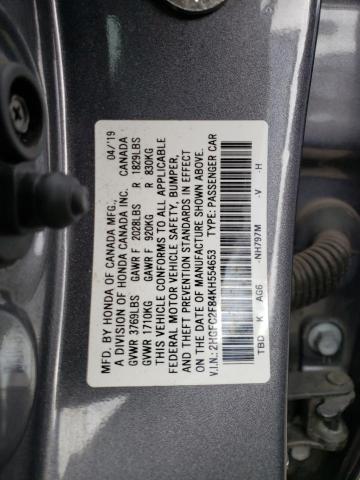 MFD. BY HONDA OF CANADA MFG., 04/'19
A DIVISION OF HONDA CANADA INC. CANADA
GVWR 3769LBS GAWR F 2028LBS R 1829LBS
GVWR 1710KG GAWR F 920KG R 830KG
THIS VEHICLE CONFORMS TO ALL APPLICABLE
FEDERAL MOTOR VEHICLE SAFETY, BUMPER,
AND THEFT PREVENTION STANDARDS IN EFFECT
ON THE DATE OF MANUFACTURE SHOWN ABOVE.
V.I.N.: 2HGFC2F84KH554653 TYPE: PASSENGER CAR
TBD K AG6 -NH797M -V -H